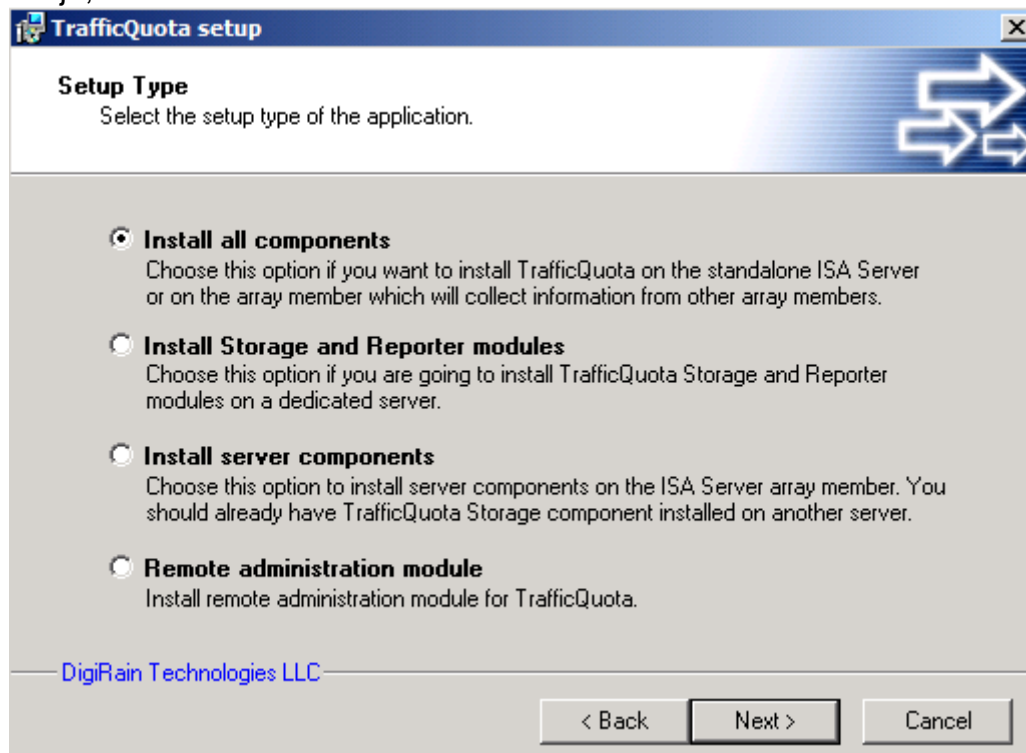 TrafficQuota setup
Setup Type
Select the setup type of the application.
Install all components
Choose this option if you want to install TrafficQuota on the standalone ISA Server
or on the array member which will collect information from other array members.
Install Storage and Reporter modules
Choose this option if you are going to install TrafficQuota Storage and Reporter
modules on a dedicated server.
Install server components
Choose this option to install server components on the ISA Server array member. You
should already have TrafficQuota Storage component installed on another server.
Remote administration module
Install remote administration module for TrafficQuota.
DigiRain Technologies LLC
< Back Next > Cancel